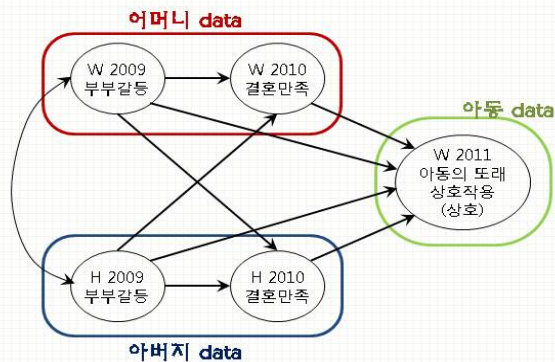 어머니 data
W 2009
부부갈등
W 2010
결혼만족
아동 data
W 2011
아동의 또래
상호작용
(상호)
H 2009
부부갈등
H 2010
결혼만족
아버지 data